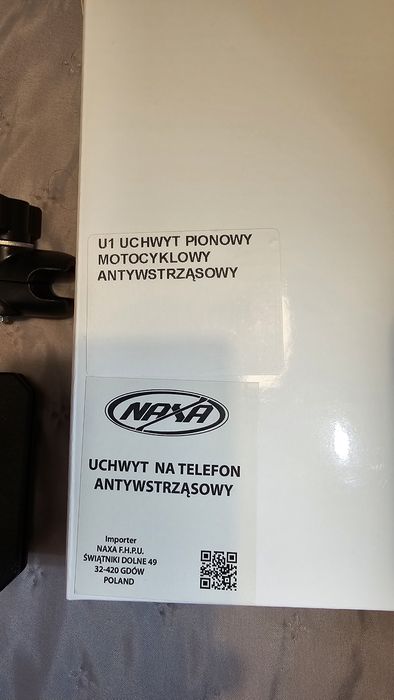 U1 UCHWYT PIONOWY
MOTOCYKLOWY
ANTYWSTRZĄSOWY
NAXA
UCHWYT NA TELEFON
ANTYWSTRZĄSOWY
Importer
NAXA F.H.P.U.
ŚWIĄTNIKI DOLNE 49
32-420 GDÓW
POLAND